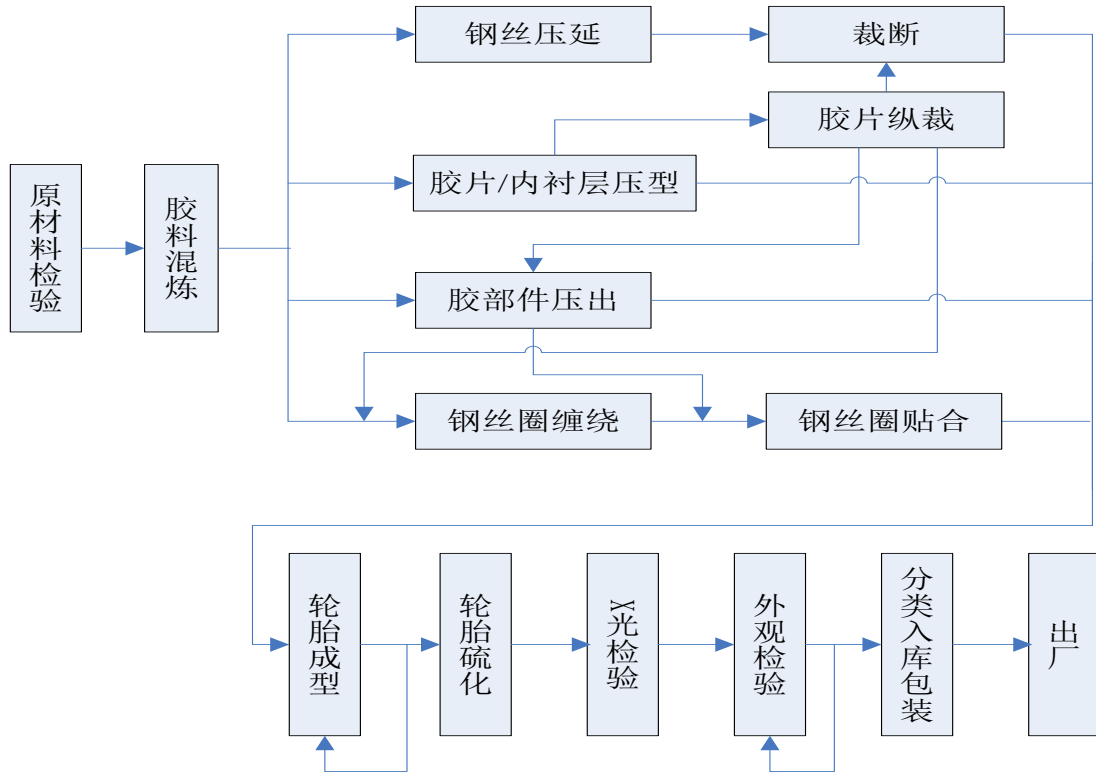 钢丝压延
裁断
胶片纵裁
胶片/内衬层压型
原材料检验
胶料混炼
胶部件压出
钢丝圈缠绕
钢丝圈贴合
轮胎成型
轮胎硫化
X光检验
外观检验
分类入库包装
出厂